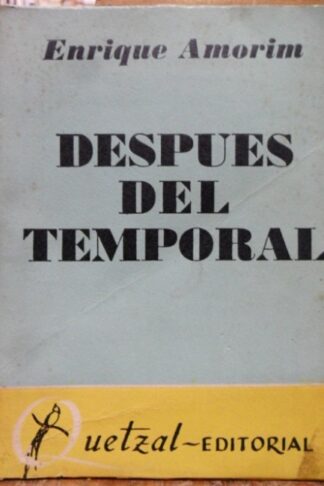 Enrique Amorim
DESPUES
DEL
TEMPORAL
Quetzal-EDITORIAL